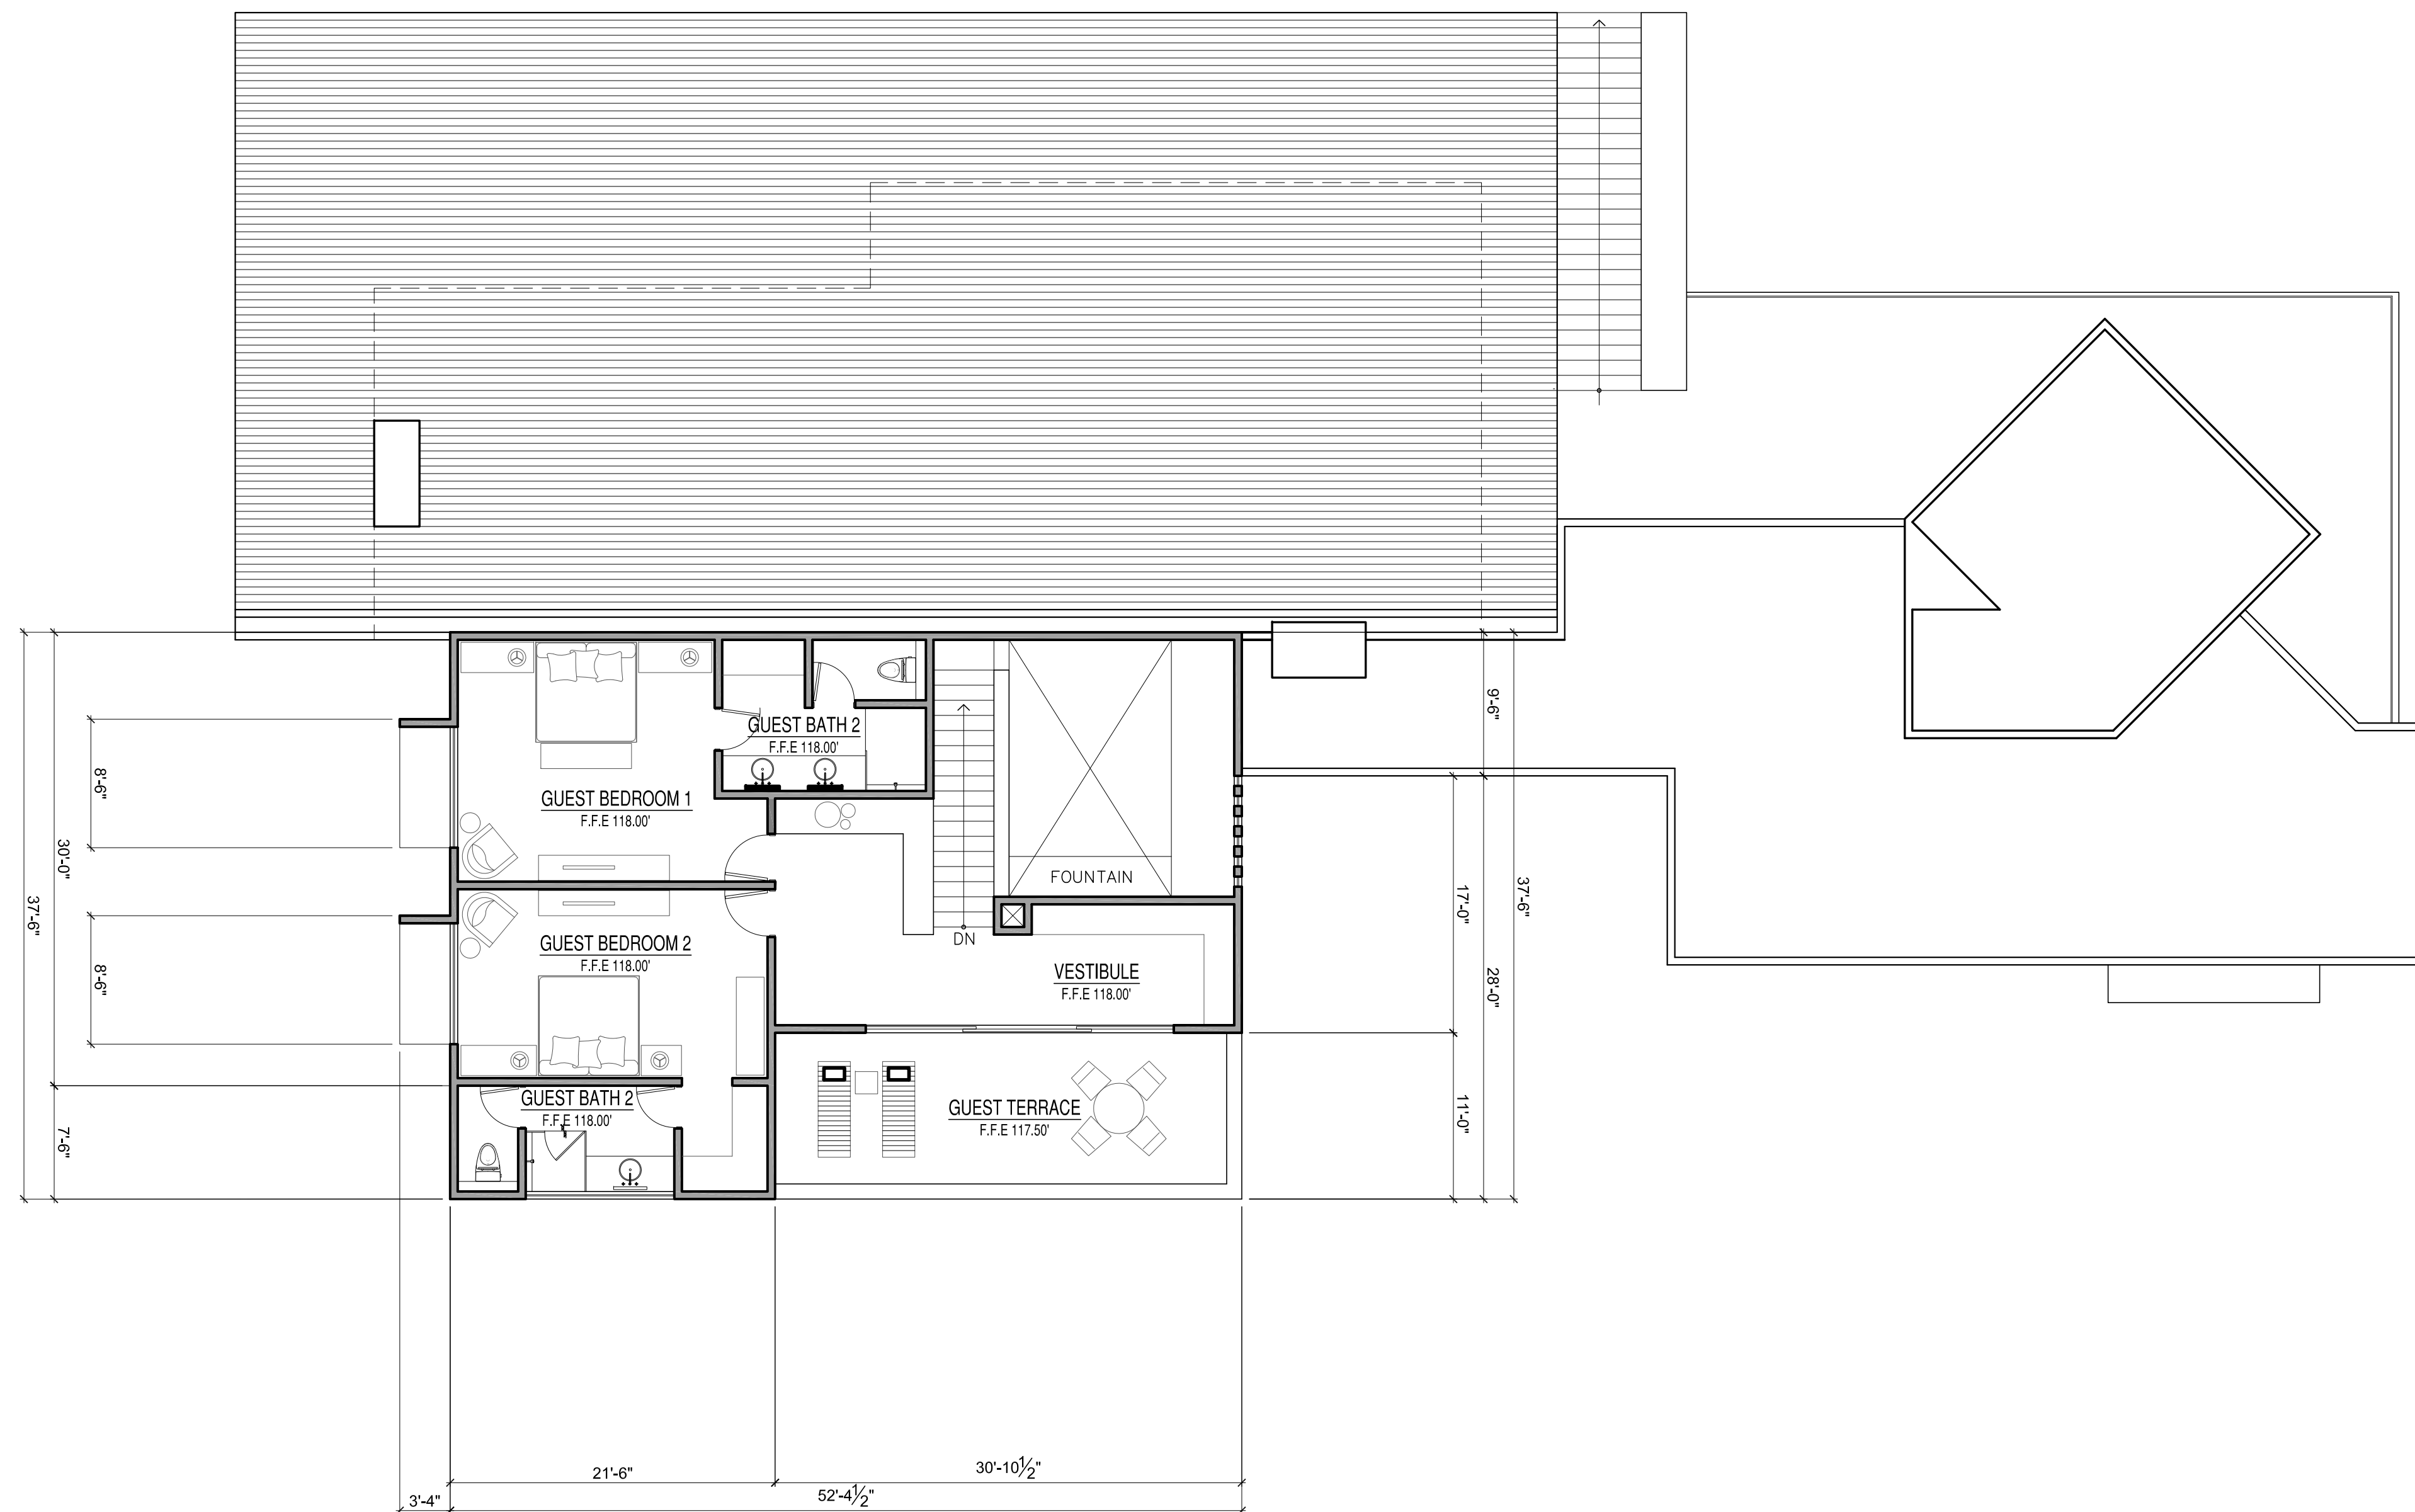 GUEST BATH 2
F.F.E 118.00'
GUEST BEDROOM 1
F.F.E 118.00'
FOUNTAIN
DN
GUEST BEDROOM 2
F.F.E 118.00'
VESTIBULE
F.F.E 118.00'
GUEST BATH 2
F.F.E 118.00'
GUEST TERRACE
F.F.E 117.50'
8'-6"
8'-6"
30'-0"
7'-6"
37'-6"
9'-6"
28'-0"
17'-0"
11'-0"
37'-6"
21'-6"
30'-10½"
3'-4"
52'-4½"